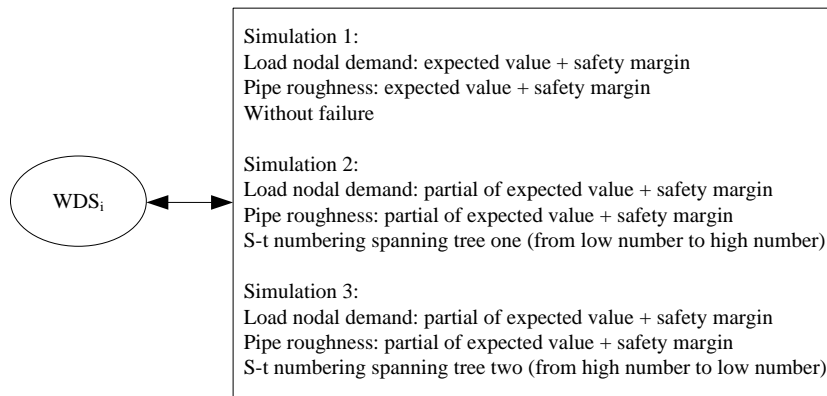 WDSi
Simulation 1:
Load nodal demand: expected value + safety margin
Pipe roughness: expected value + safety margin
Without failure
Simulation 2:
Load nodal demand: partial of expected value + safety margin
Pipe roughness: partial of expected value + safety margin
S-t numbering spanning tree one (from low number to high number)
Simulation 3:
Load nodal demand: partial of expected value + safety margin
Pipe roughness: partial of expected value + safety margin
S-t numbering spanning tree two (from high number to low number)